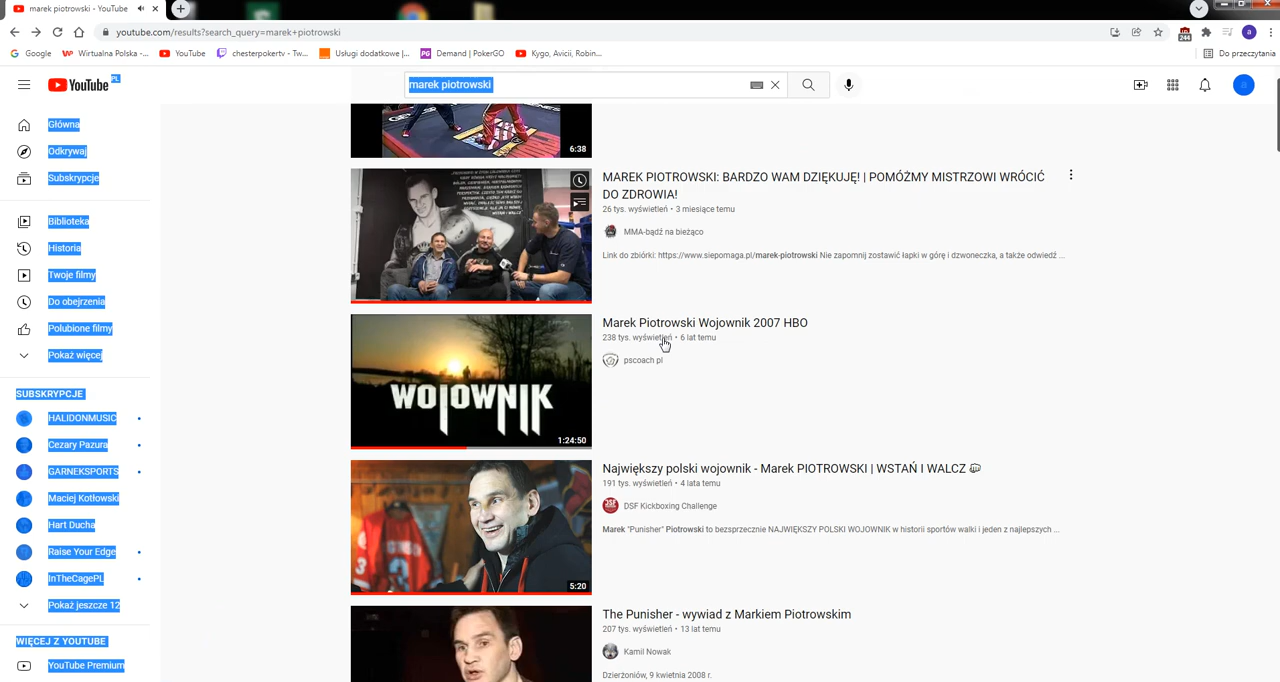 marek piotrowski - YouTube
youtube.com/results?search_query=marek+piotrowski
244
a
Google
WP Wirtualna Polska -...
YouTube
chesterpokertv - Tw...
Usługi dodatkowe |...
PG Demand | PokerGO
Kygo, Avicii, Robin...
Do przeczytania
YouTube PL
marek piotrowski
a
Główna
Odkrywaj
Subskrypcje
Biblioteka
Historia
Twoje filmy
Do obejrzenia
Polubione filmy
Pokaż więcej
SUBSKRYPCJE
HALIDONMUSIC
Cezary Pazura
GARNEKSPORTS
Maciej Kotłowski
Hart Ducha
Raise Your Edge
InTheCagePL
Pokaż jeszcze 12
WIĘCEJ Z YOUTUBE
YouTube Premium
6:38
MAREK PIOTROWSKI: BARDZO WAM DZIĘKUJĘ! | POMÓŻMY MISTRZOWI WRÓCIĆ
DO ZDROWIA!
26 tys. wyświetleń • 3 miesiące temu
MMA-bądź na bieżąco
Link do zbiórki: https://www.siepomaga.pl/marek-piotrowski Nie zapomnij zostawić łapki w górę i dzwoneczka, a także odwiedź ...
WOJOWNIK
1:24:50
Marek Piotrowski Wojownik 2007 HBO
238 tys. wyświetleń • 6 lat temu
pscoach pl
5:20
Największy polski wojownik - Marek PIOTROWSKI | WSTAŃ I WALCZ
191 tys. wyświetleń • 4 lata temu
DSF Kickboxing Challenge
Marek "Punisher" Piotrowski to bezsprzecznie NAJWIĘKSZY POLSKI WOJOWNIK w historii sportów walki i jeden z najlepszych ...
The Punisher - wywiad z Markiem Piotrowskim
207 tys. wyświetleń • 13 lat temu
Kamil Nowak
Dzierżoniów, 9 kwietnia 2008 r.